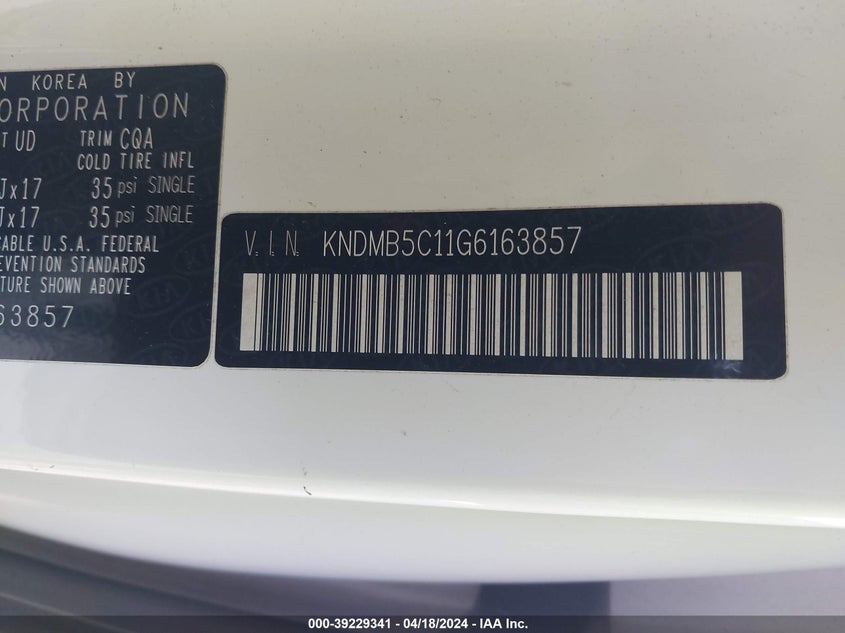 N KOREA BY
CORPORATION
T UD TRIM CQA
COLD TIRE INFL
Jx17 35 psi SINGLE
Jx17 35 psi SINGLE
CABLE U.S.A. FEDERAL
EVENTION STANDARDS
TURE SHOWN ABOVE
63857
V.I.N. KNDMB5C11G6163857
000-39229341 - 04/18/2024 - IAA Inc.